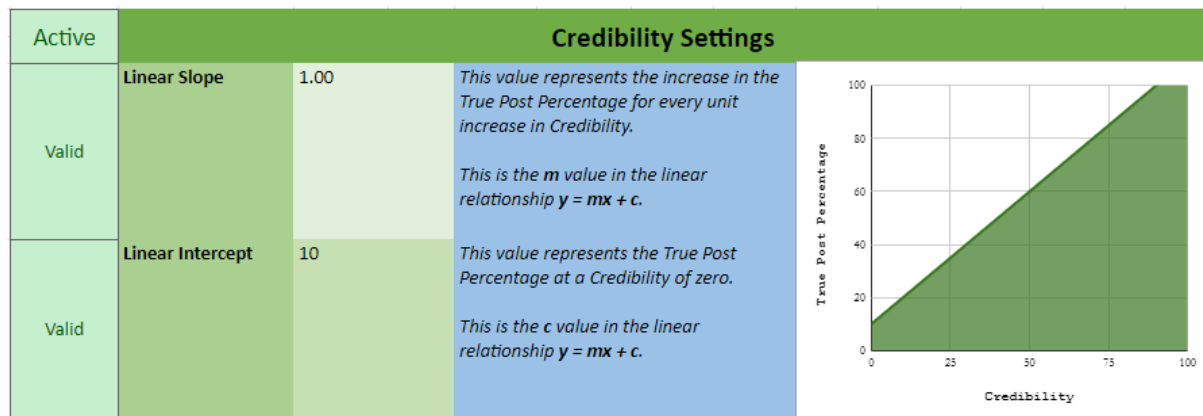 Active
Credibility Settings
Valid
Linear Slope
1.00
This value represents the increase in the
True Post Percentage for every unit
increase in Credibility.
This is the m value in the linear
relationship y = mx + c.
Valid
Linear Intercept
10
This value represents the True Post
Percentage at a Credibility of zero.
This is the c value in the linear
relationship y = mx + c.
True Post Percentage
100
80
60
40
20
0
0 25 50 75 100
Credibility